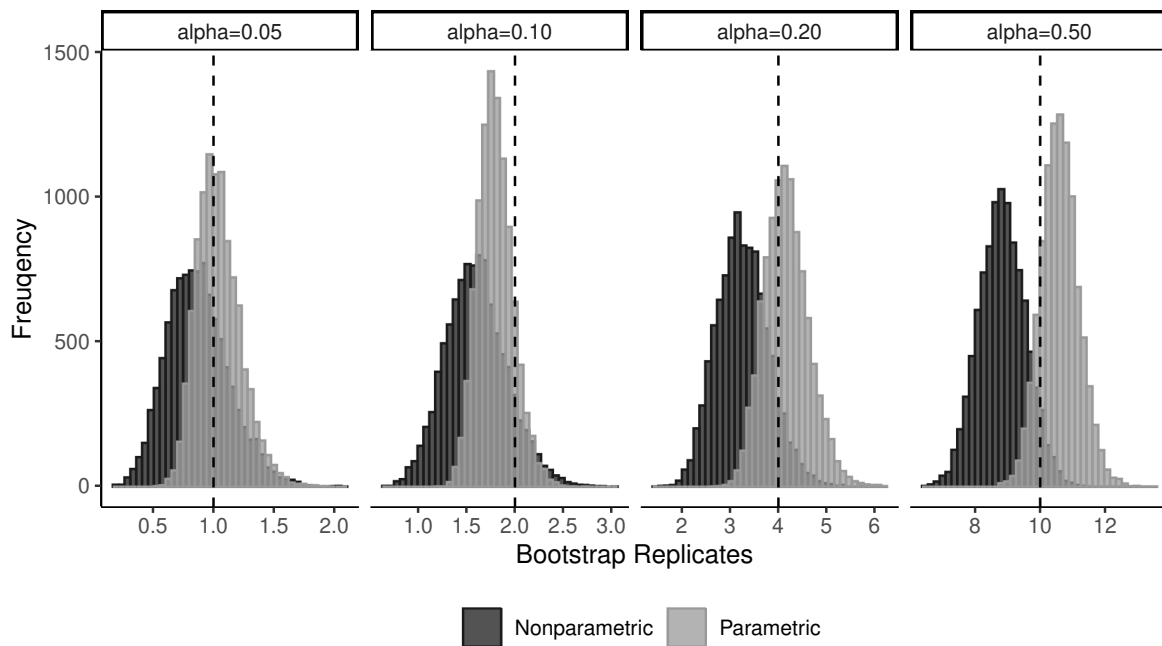 alpha=0.05 alpha=0.10 alpha=0.20 alpha=0.50
1500
1000
500
0
Freuqency
0.5 1.0 1.5 2.0 1.0 1.5 2.0 2.5 3.0 2 3 4 5 6 8 10 12
Bootstrap Replicates
Nonparametric Parametric